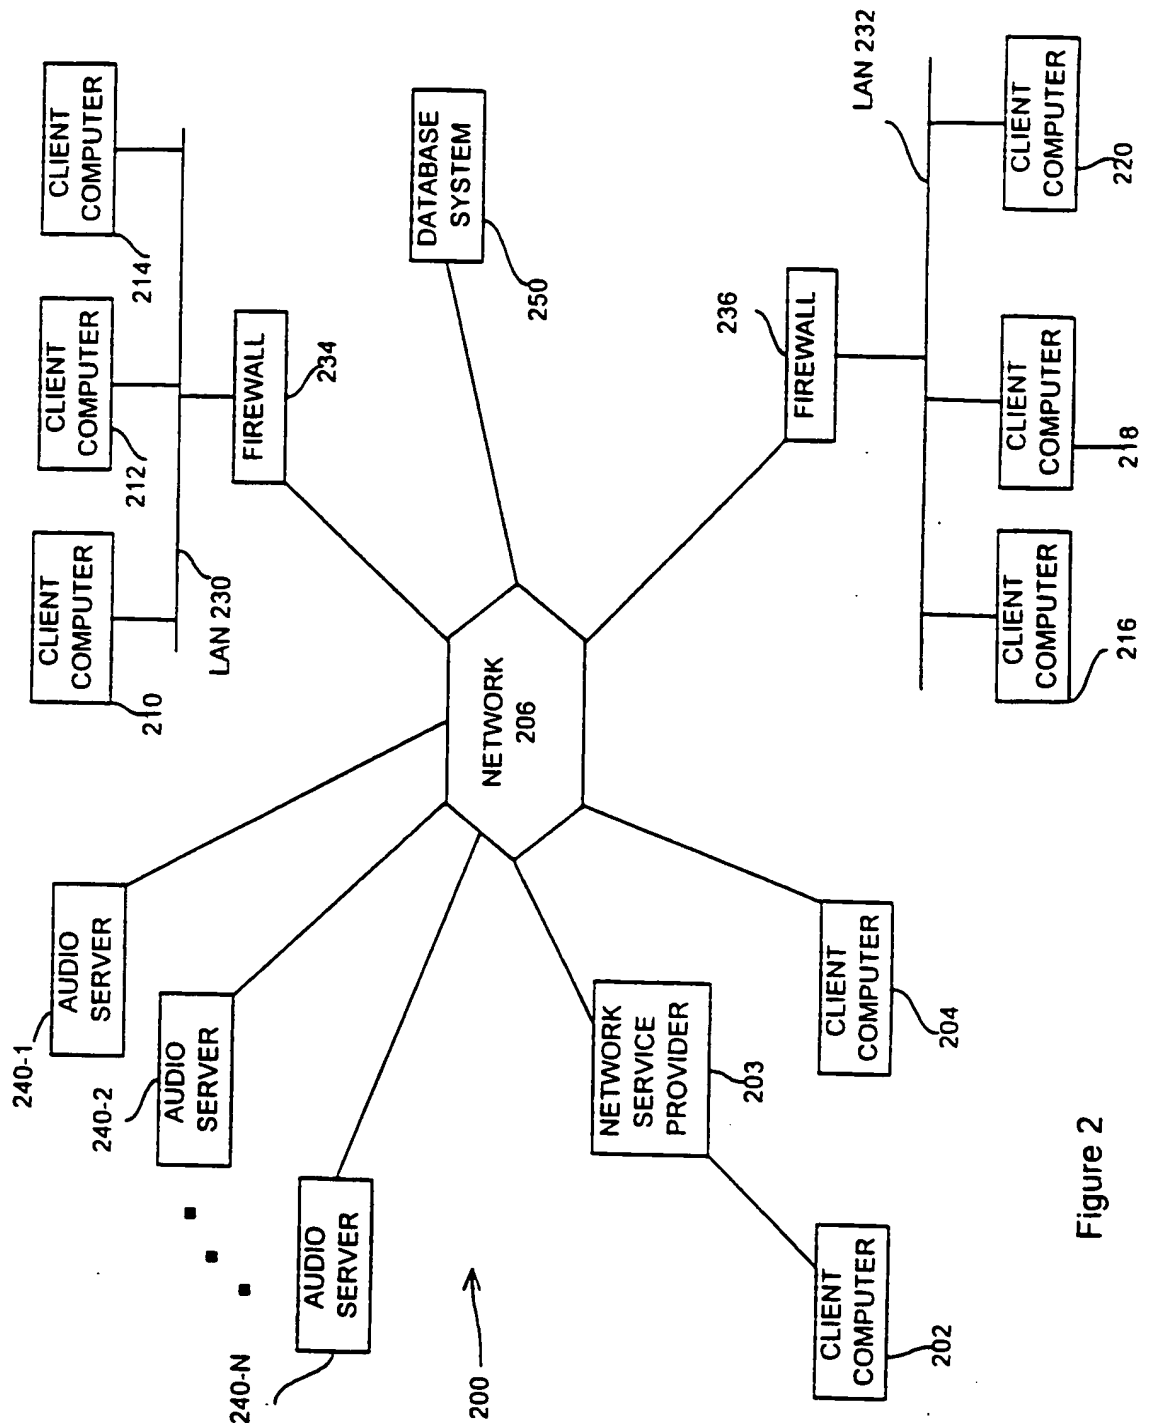 240-1
AUDIO
SERVER
240-2
AUDIO
SERVER
240-N
AUDIO
SERVER
200
CLIENT
COMPUTER
210
CLIENT
COMPUTER
212
CLIENT
COMPUTER
214
LAN 230
FIREWALL
234
DATABASE
SYSTEM
250
NETWORK
206
NETWORK
SERVICE
PROVIDER
203
CLIENT
COMPUTER
202
CLIENT
COMPUTER
204
236
FIREWALL
LAN 232
CLIENT
COMPUTER
216
CLIENT
COMPUTER
218
CLIENT
COMPUTER
220
Figure 2